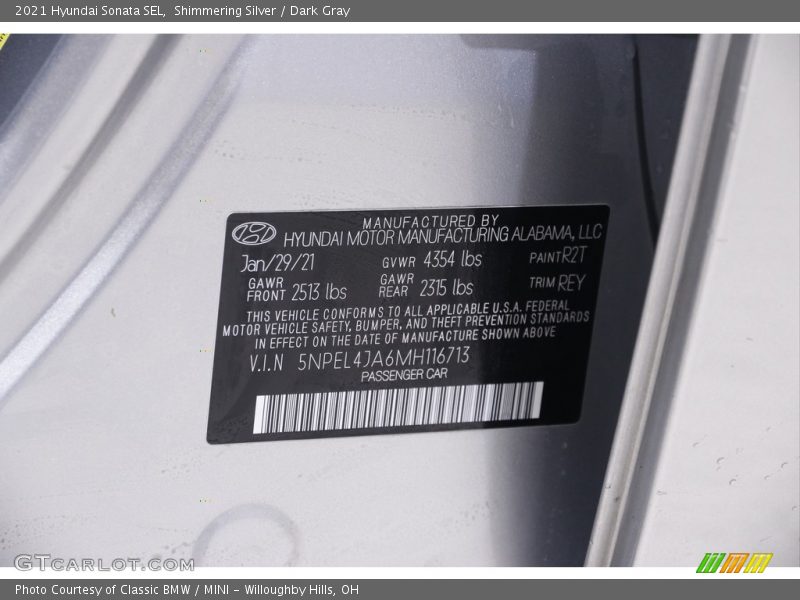 2021 Hyundai Sonata SEL, Shimmering Silver / Dark Gray
MANUFACTURED BY
HYUNDAI MOTOR MANUFACTURING ALABAMA, LLC
Jan/29/21 GVWR 4354 lbs PAINT R2T
GAWR FRONT 2513 lbs GAWR REAR 2315 lbs TRIM REY
THIS VEHICLE CONFORMS TO ALL APPLICABLE U.S.A. FEDERAL
MOTOR VEHICLE SAFETY, BUMPER, AND THEFT PREVENTION STANDARDS
IN EFFECT ON THE DATE OF MANUFACTURE SHOWN ABOVE
V.I.N 5NPEL4JA6MH116713
PASSENGER CAR
GTCARLOT.COM
Photo Courtesy of Classic BMW / MINI - Willoughby Hills, OH